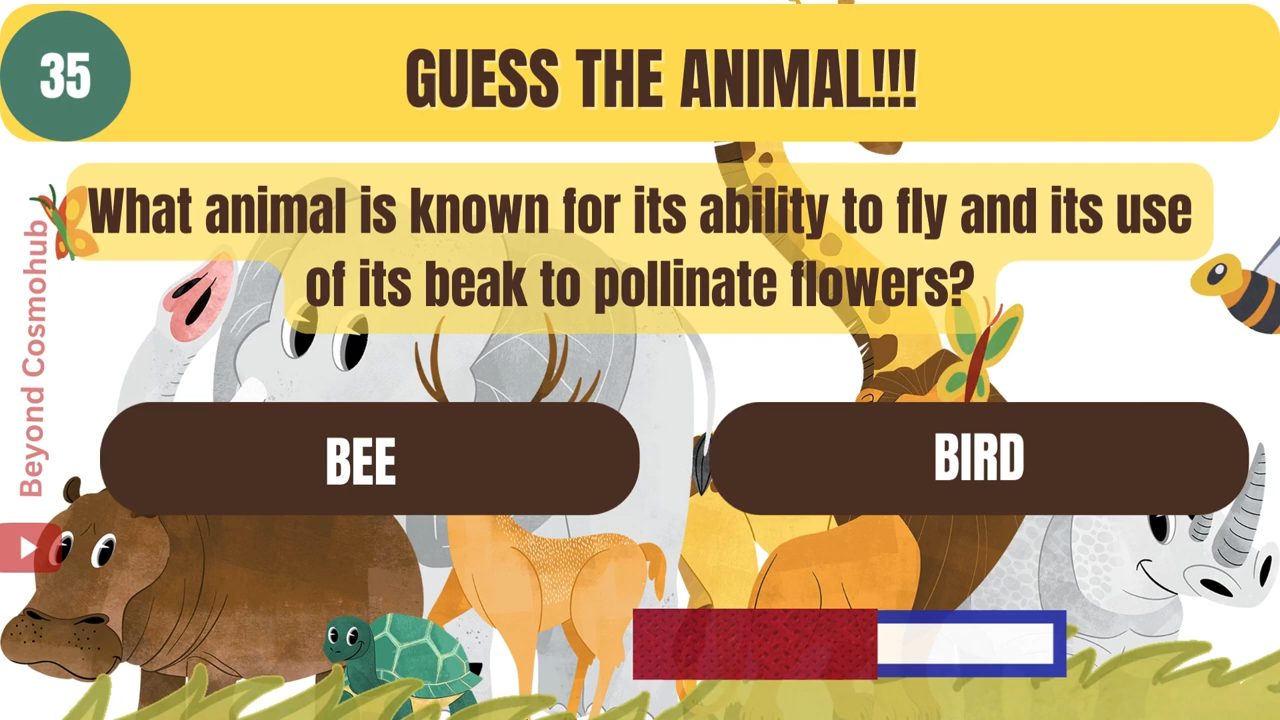 35
GUESS THE ANIMAL!!!
What animal is known for its ability to fly and its use
of its beak to pollinate flowers?
BEE
BIRD
Beyond Cosmohub